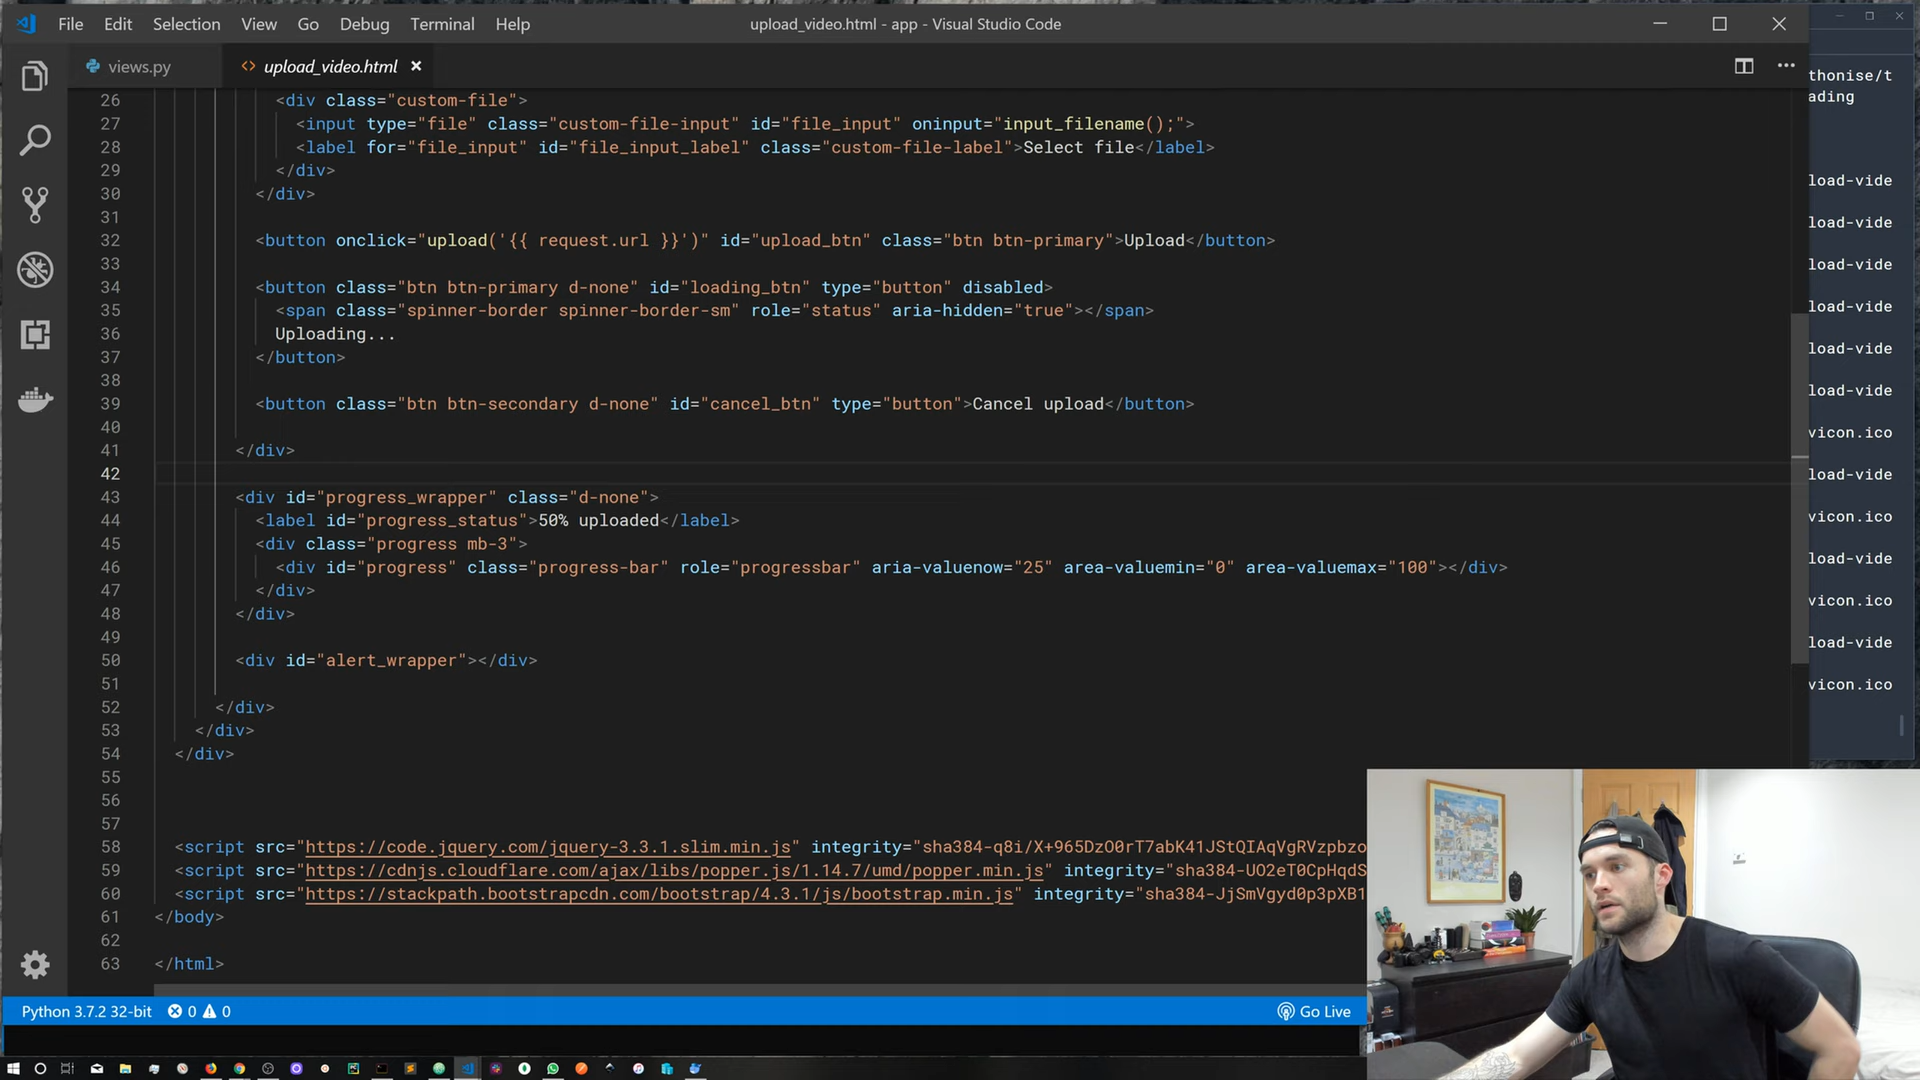 File Edit Selection View Go Debug Terminal Help
upload_video.html - app - Visual Studio Code
views.py
upload_video.html
26 <div class="custom-file">
27 <input type="file" class="custom-file-input" id="file_input" oninput="input_filename();">
28 <label for="file_input" id="file_input_label" class="custom-file-label">Select file</label>
29 </div>
30 </div>
31
32 <button onclick="upload('{{ request.url }}')" id="upload_btn" class="btn btn-primary">Upload</button>
33
34 <button class="btn btn-primary d-none" id="loading_btn" type="button" disabled>
35 <span class="spinner-border spinner-border-sm" role="status" aria-hidden="true"></span>
36 Uploading...
37 </button>
38
39 <button class="btn btn-secondary d-none" id="cancel_btn" type="button">Cancel upload</button>
40
41 </div>
42
43 <div id="progress_wrapper" class="d-none">
44 <label id="progress_status">50% uploaded</label>
45 <div class="progress mb-3">
46 <div id="progress" class="progress-bar" role="progressbar" aria-valuenow="25" area-valuemin="0" area-valuemax="100"></div>
47 </div>
48 </div>
49
50 <div id="alert_wrapper"></div>
51
52 </div>
53 </div>
54 </div>
55
56
57
58 <script src="https://code.jquery.com/jquery-3.3.1.slim.min.js" integrity="sha384-q8i/X+965DzO0rT7abK41JStQIAqVgRVzpbzo
59 <script src="https://cdnjs.cloudflare.com/ajax/libs/popper.js/1.14.7/umd/popper.min.js" integrity="sha384-UO2eT0CpHqdS
60 <script src="https://stackpath.bootstrapcdn.com/bootstrap/4.3.1/js/bootstrap.min.js" integrity="sha384-JjSmVgyd0p3pXB1
61 </body>
62
63 </html>
Python 3.7.2 32-bit 0 0
Go Live
thonise/t
ading
load-vide
load-vide
load-vide
load-vide
load-vide
load-vide
vicon.ico
load-vide
vicon.ico
load-vide
vicon.ico
load-vide
vicon.ico